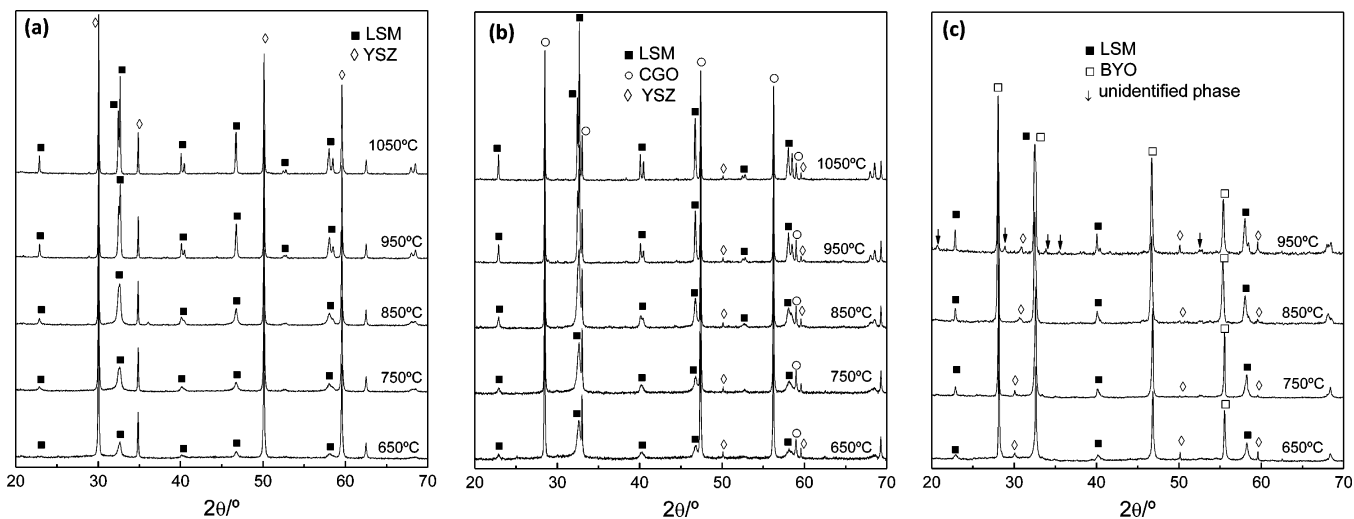 (a)
■ LSM
◇ YSZ
1050ºC
950ºC
850ºC
750ºC
650ºC
20 30 40 50 60 70
2θ/º
(b)
■ LSM
○ CGO
◇ YSZ
1050ºC
950ºC
850ºC
750ºC
650ºC
20 30 40 50 60 70
2θ/º
(c)
■ LSM
□ BYO
↓ unidentified phase
950ºC
850ºC
750ºC
650ºC
20 30 40 50 60 70
2θ/º